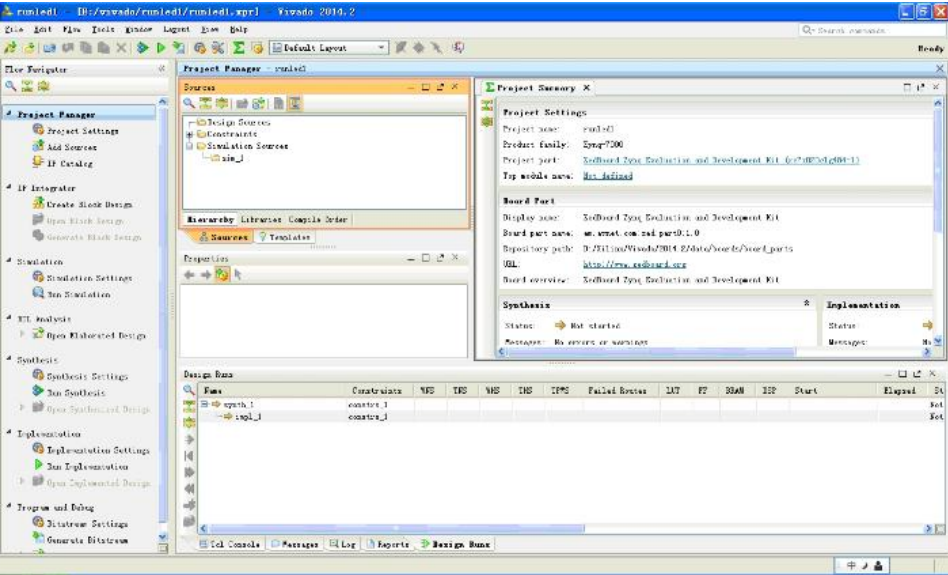 runled1 - [D:/vivado/runled1/runled1.xpr] - Vivado 2014.2
File Edit Flow Tools Window Layout View Help
Search commands
Default Layout
Ready
Flow Navigator
Project Manager
Project Settings
Add Sources
IP Catalog
IP Integrator
Create Block Design
Open Block Design
Generate Block Design
Simulation
Simulation Settings
Run Simulation
RTL Analysis
Open Elaborated Design
Synthesis
Synthesis Settings
Run Synthesis
Open Synthesized Design
Implementation
Implementation Settings
Run Implementation
Open Implemented Design
Program and Debug
Bitstream Settings
Generate Bitstream
Project Manager - runled1
Sources
Design Sources
Constraints
Simulation Sources
sim_1
Hierarchy Libraries Compile Order
Sources Templates
Properties
Project Summary
Project Settings
Project name: runled1
Product family: Zynq-7000
Project part: ZedBoard Zynq Evaluation and Development Kit (xc7z020clg484-1)
Top module name: Not defined
Board Part
Display name: ZedBoard Zynq Evaluation and Development Kit
Board part name: em.avnet.com:zed:part0:1.0
Repository path: D:/Xilinx/Vivado/2014.2/data/boards/board_parts
URL: http://www.zedboard.org
Board overview: ZedBoard Zynq Evaluation and Development Kit
Synthesis
Status: Not started
Messages: No errors or warnings
Implementation
Status
Messages: No
Design Runs
Name Constraints WNS TNS WHS THS TPWS Failed Routes LUT FF BRAM DSP Start Elapsed St
synth_1 constrs_1 Not
impl_1 constrs_1 Not
Tcl Console Messages Log Reports Design Runs
中